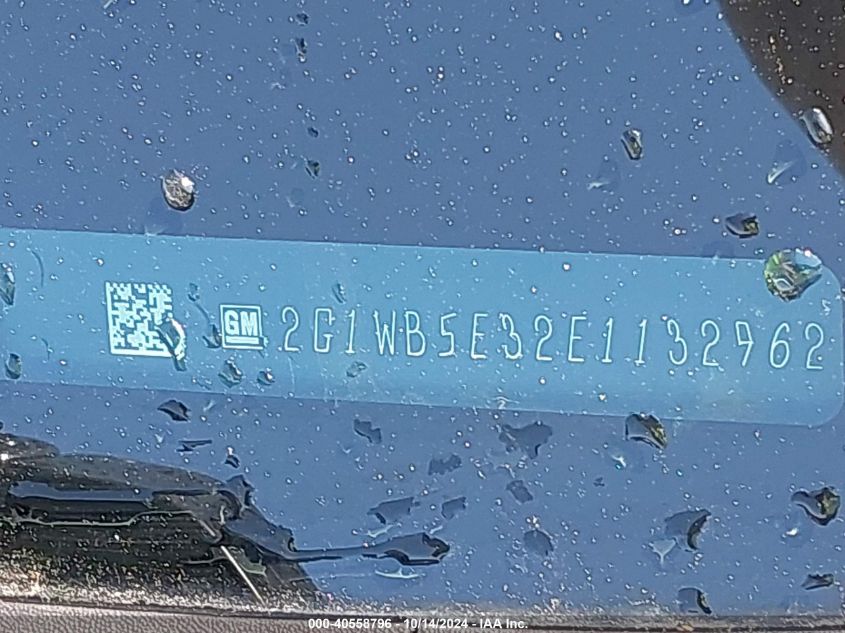 GM 2G1WB5E32E1132962
000-40558796 - 10/14/2024 - IAA Inc.